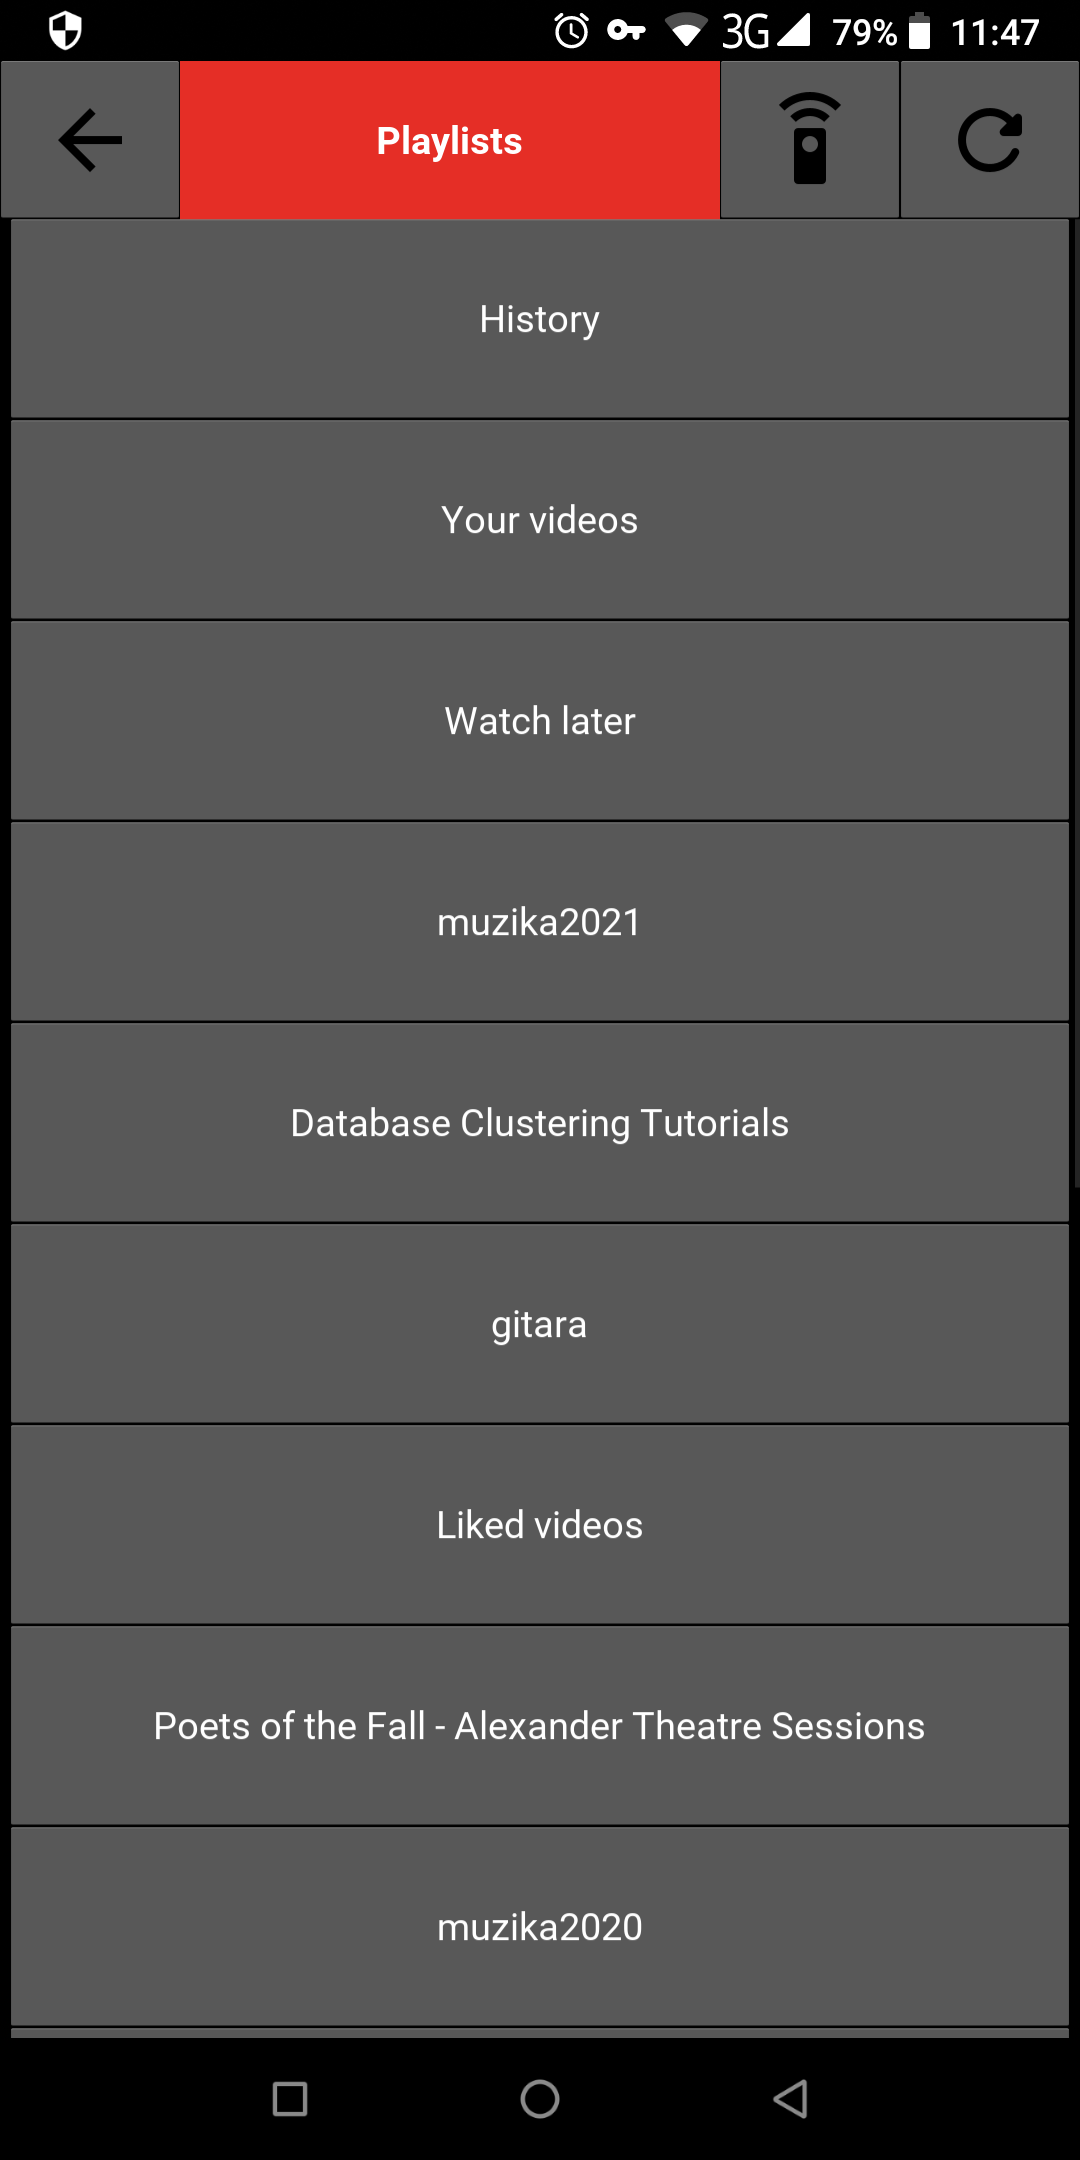 3G 79% 11:47
Playlists
History
Your videos
Watch later
muzika2021
Database Clustering Tutorials
gitara
Liked videos
Poets of the Fall - Alexander Theatre Sessions
muzika2020